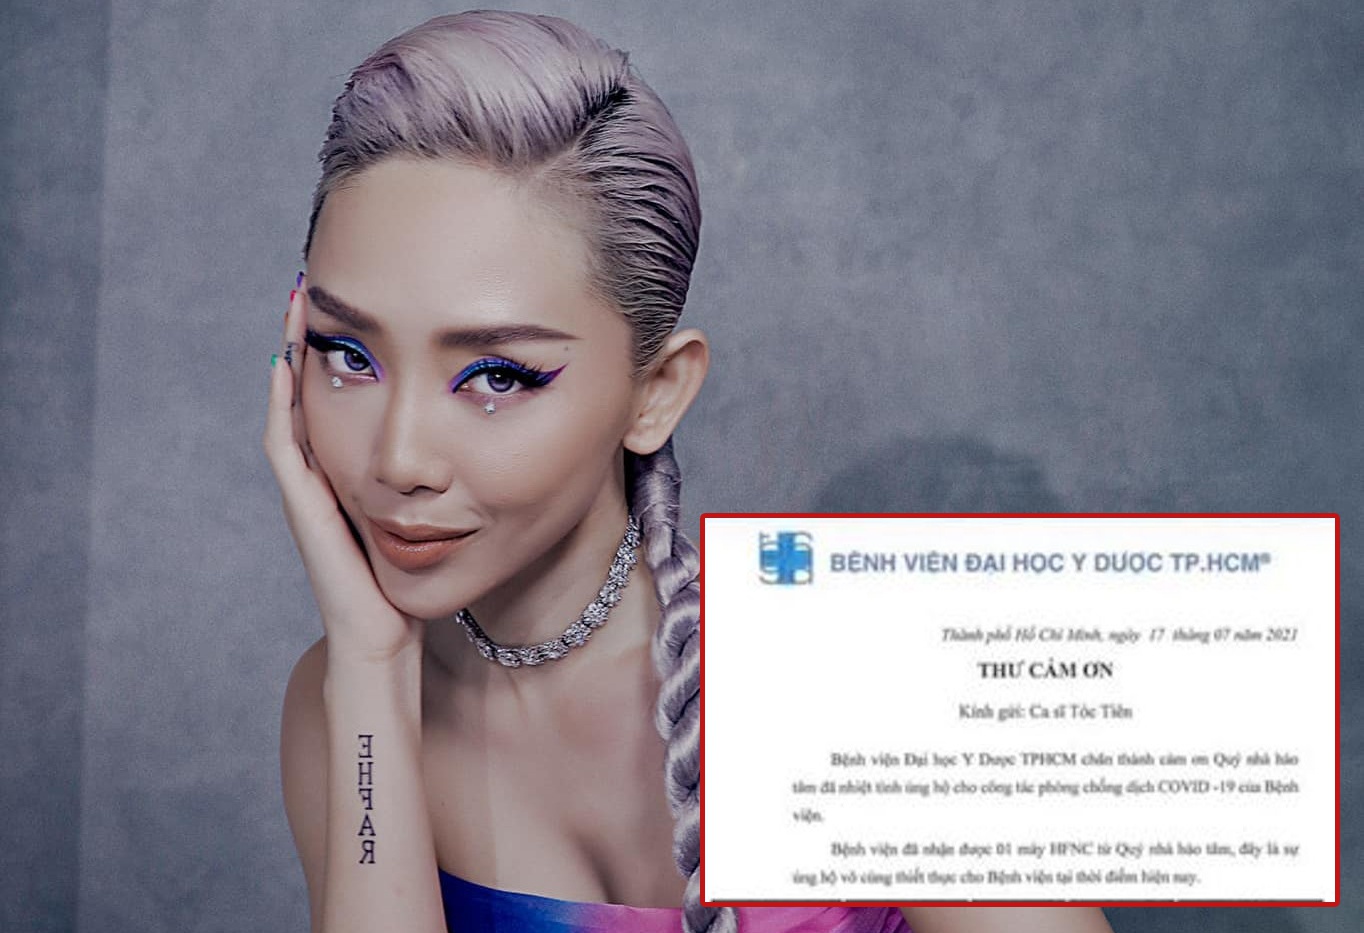 EHFAR
BỆNH VIỆN ĐẠI HỌC Y DƯỢC TP.HCM®
Thành phố Hồ Chí Minh, ngày 17 tháng 07 năm 2021
THƯ CẢM ƠN
Kính gửi: Ca sĩ Tóc Tiên
Bệnh viện Đại học Y Dược TPHCM chân thành cảm ơn Quý nhà hảo
tâm đã nhiệt tình ủng hộ cho công tác phòng chống dịch COVID -19 của Bệnh
viện.
Bệnh viện đã nhận được 01 máy HFNC từ Quý nhà hảo tâm, đây là sự
ủng hộ vô cùng thiết thực cho Bệnh viện tại thời điểm hiện nay.